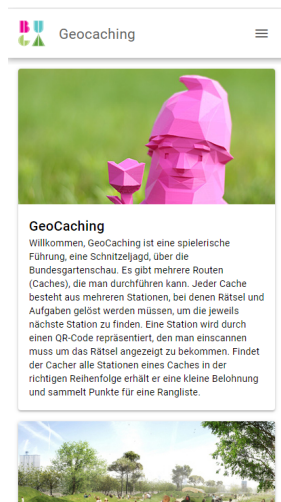 BU
GA
Geocaching
GeoCaching
Willkommen, GeoCaching ist eine spielerische
Führung, eine Schnitzeljagd, über die
Bundesgartenschau. Es gibt mehrere Routen
(Caches), die man durchführen kann. Jeder Cache
besteht aus mehreren Stationen, bei denen Rätsel und
Aufgaben gelöst werden müssen, um die jeweils
nächste Station zu finden. Eine Station wird durch
einen QR-Code repräsentiert, den man einscannen
muss um das Rätsel angezeigt zu bekommen. Findet
der Cacher alle Stationen eines Caches in der
richtigen Reihenfolge erhält er eine kleine Belohnung
und sammelt Punkte für eine Rangliste.